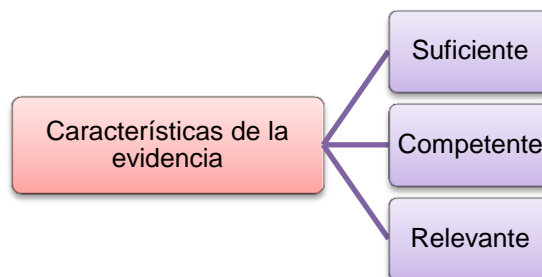 Características de la
evidencia
Suficiente
Competente
Relevante